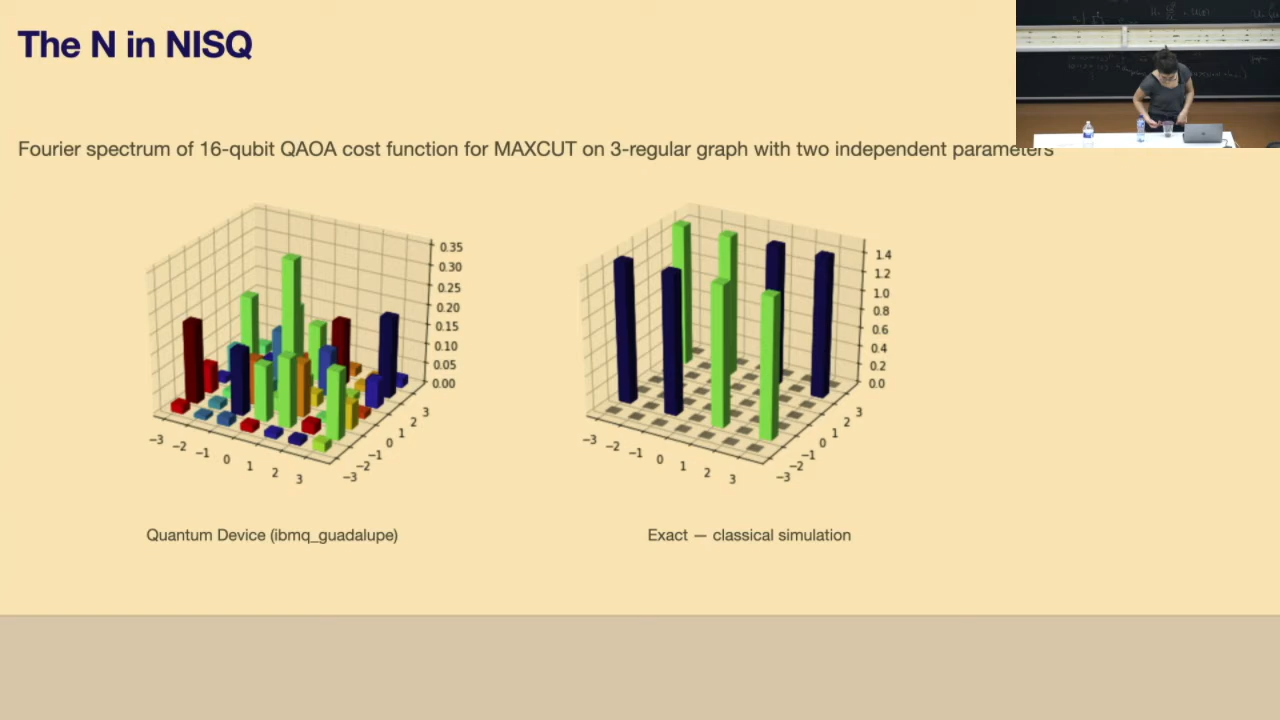 The N in NISQ
Fourier spectrum of 16-qubit QAOA cost function for MAXCUT on 3-regular graph with two independent parameters
0.35
0.30
0.25
0.20
0.15
0.10
0.05
0.00
−3 −2 −1 0 1 2 3
−3 −2 −1 0 1 2 3
1.4
1.2
1.0
0.8
0.6
0.4
0.2
0.0
−3 −2 −1 0 1 2 3
−3 −2 −1 0 1 2 3
Quantum Device (ibmq_guadalupe)
Exact — classical simulation